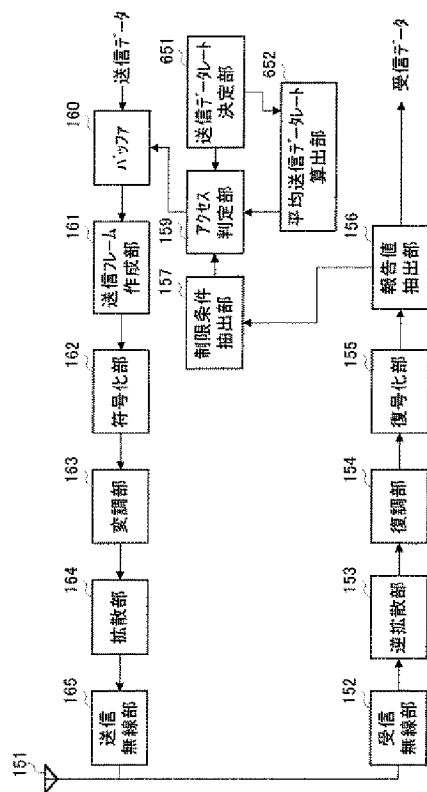 151
165
送信
無線部
164
拡散部
163
変調部
162
符号化部
161
送信フレーム
作成部
160
バッファ
送信データ
157
制限条件
抽出部
159
アクセス
判定部
651
送信データレート
決定部
652
平均送信データレート
算出部
152
受信
無線部
153
逆拡散部
154
復調部
155
復号化部
156
報告値
抽出部
受信データ